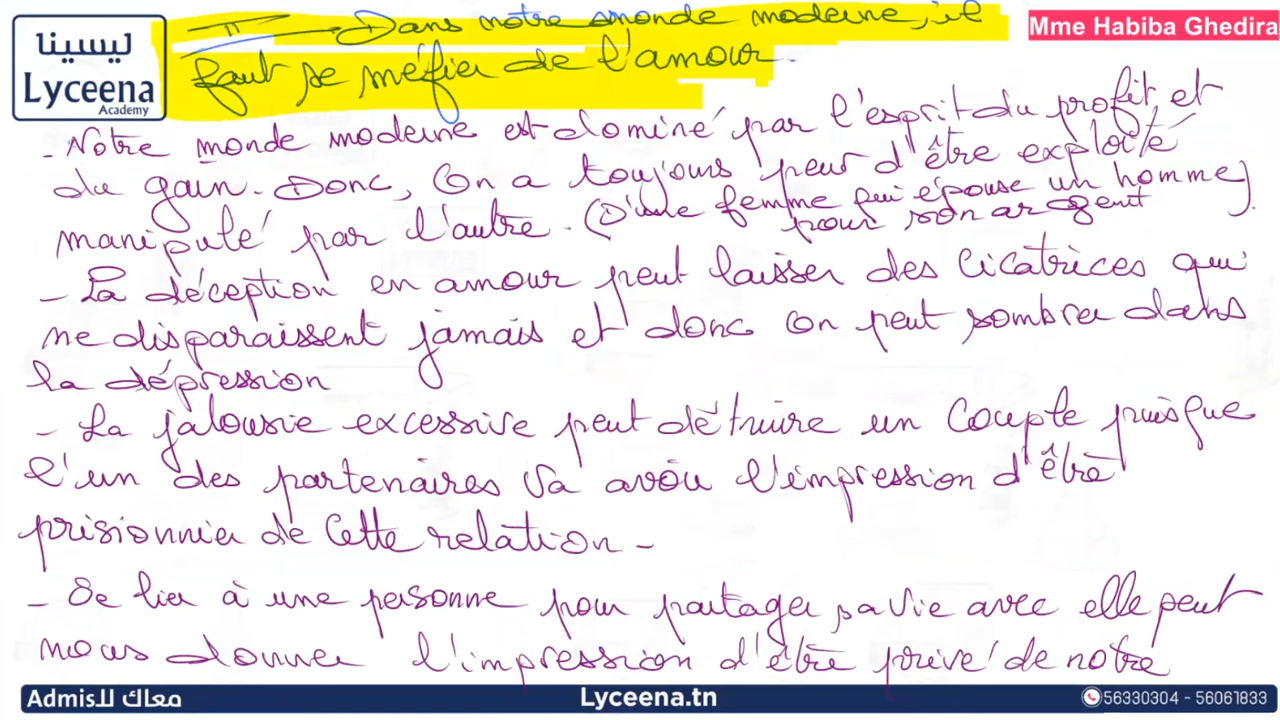 ليسينا
Lyceena
Academy
Mme Habiba Ghedira
II Dans notre monde moderne, il
faut se méfier de l'amour.
- Notre monde moderne est dominé par l'esprit du profit, et
du gain. Donc, on a toujours peur d'être exploité
manipulé par l'autre. (D'une femme qui épouse un homme
pour son argent).
- La déception en amour peut laisser des cicatrices qui
ne disparaissent jamais et donc on peut sombrer dans
la dépression
- La jalousie excessive peut détruire un couple puisque
l'un des partenaires va avoir l'impression d'être
prisonnier de cette relation -
- Se lier à une personne pour partager sa vie avec elle peut
nous donner l'impression d'être privé de notre
معاك للـ Admis
Lyceena.tn
56330304 - 56061833